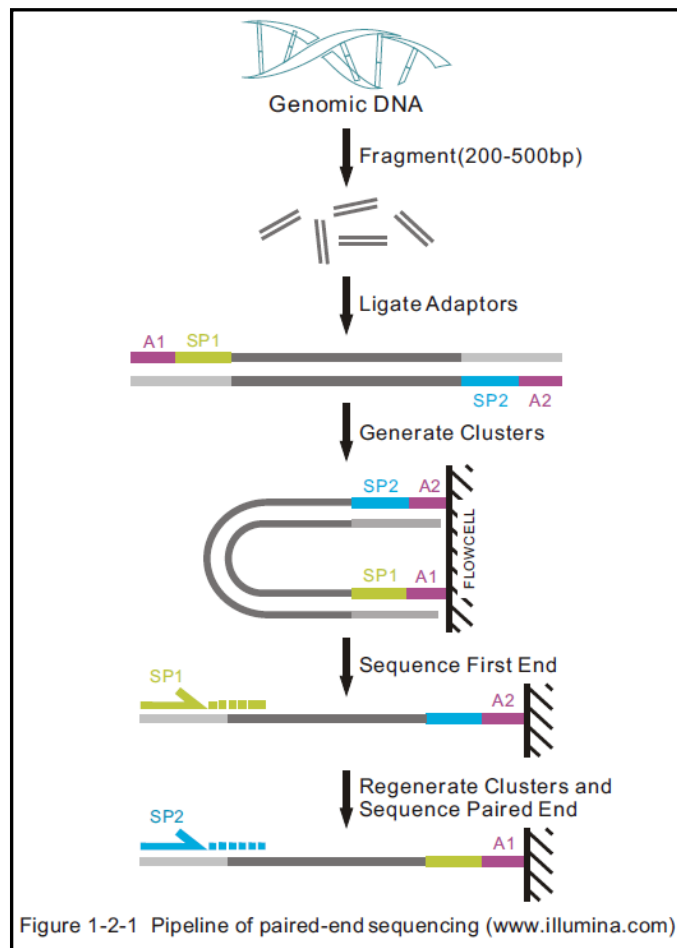 Genomic DNA
Fragment(200-500bp)
Ligate Adaptors
A1 SP1
SP2 A2
Generate Clusters
SP2 A2
FLOWCELL
SP1 A1
Sequence First End
SP1
A2
Regenerate Clusters and
Sequence Paired End
SP2
A1
Figure 1-2-1 Pipeline of paired-end sequencing (www.illumina.com)